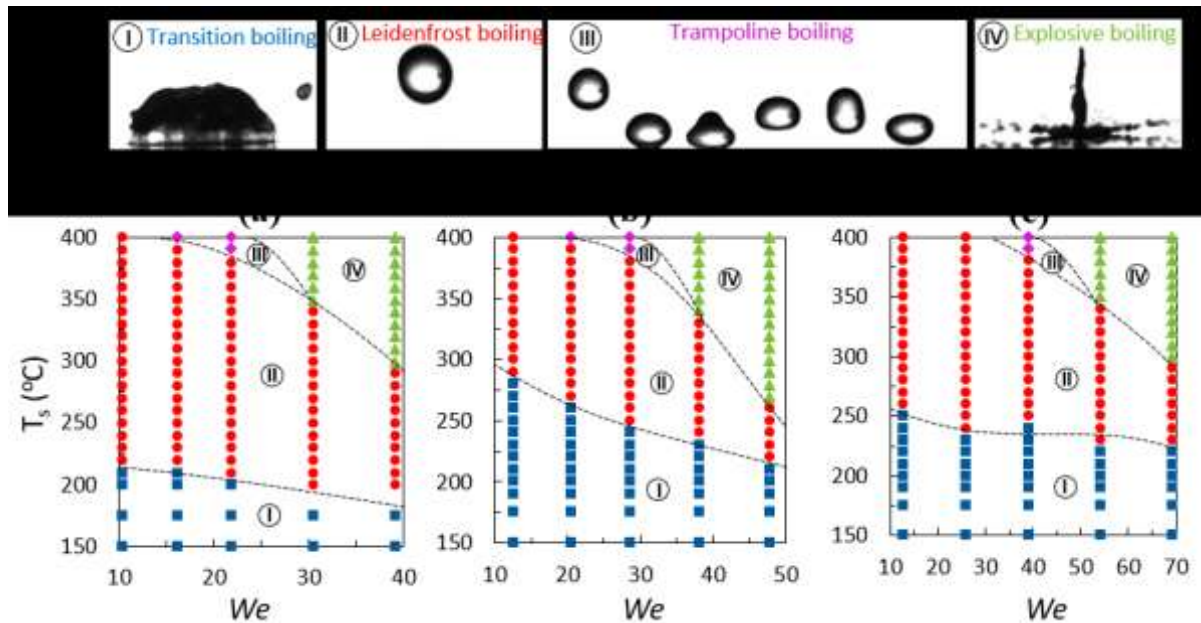 Ⅰ Transition boiling
Ⅱ Leidenfrost boiling
Ⅲ Trampoline boiling
Ⅳ Explosive boiling
(a)
(b)
(c)
Ts (°C)
400
350
300
250
200
150
Ⅲ
Ⅳ
Ⅱ
Ⅰ
10 20 30 40
We
400
350
300
250
200
150
Ⅲ
Ⅳ
Ⅱ
Ⅰ
10 20 30 40 50
We
400
350
300
250
200
150
Ⅲ
Ⅳ
Ⅱ
Ⅰ
10 20 30 40 50 60 70
We